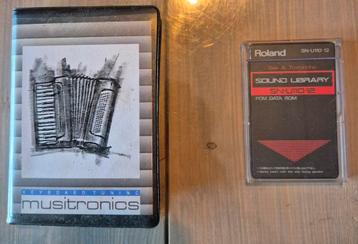 KEYBOARD TUNING
musitronics
Roland
SN-U110-12
Sax & Trombone
SOUND LIBRARY
SN-U110-12
PCM DATA ROM